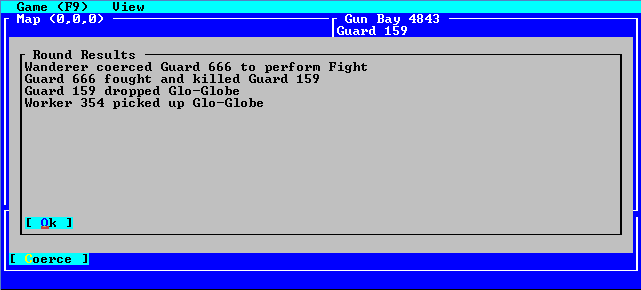 Game (F9) View
Map (0,0,0) Gun Bay 4843
Guard 159
Round Results
Wanderer coerced Guard 666 to perform Fight
Guard 666 fought and killed Guard 159
Guard 159 dropped Glo-Globe
Worker 354 picked up Glo-Globe
[ Ok ]
[ Coerce ]